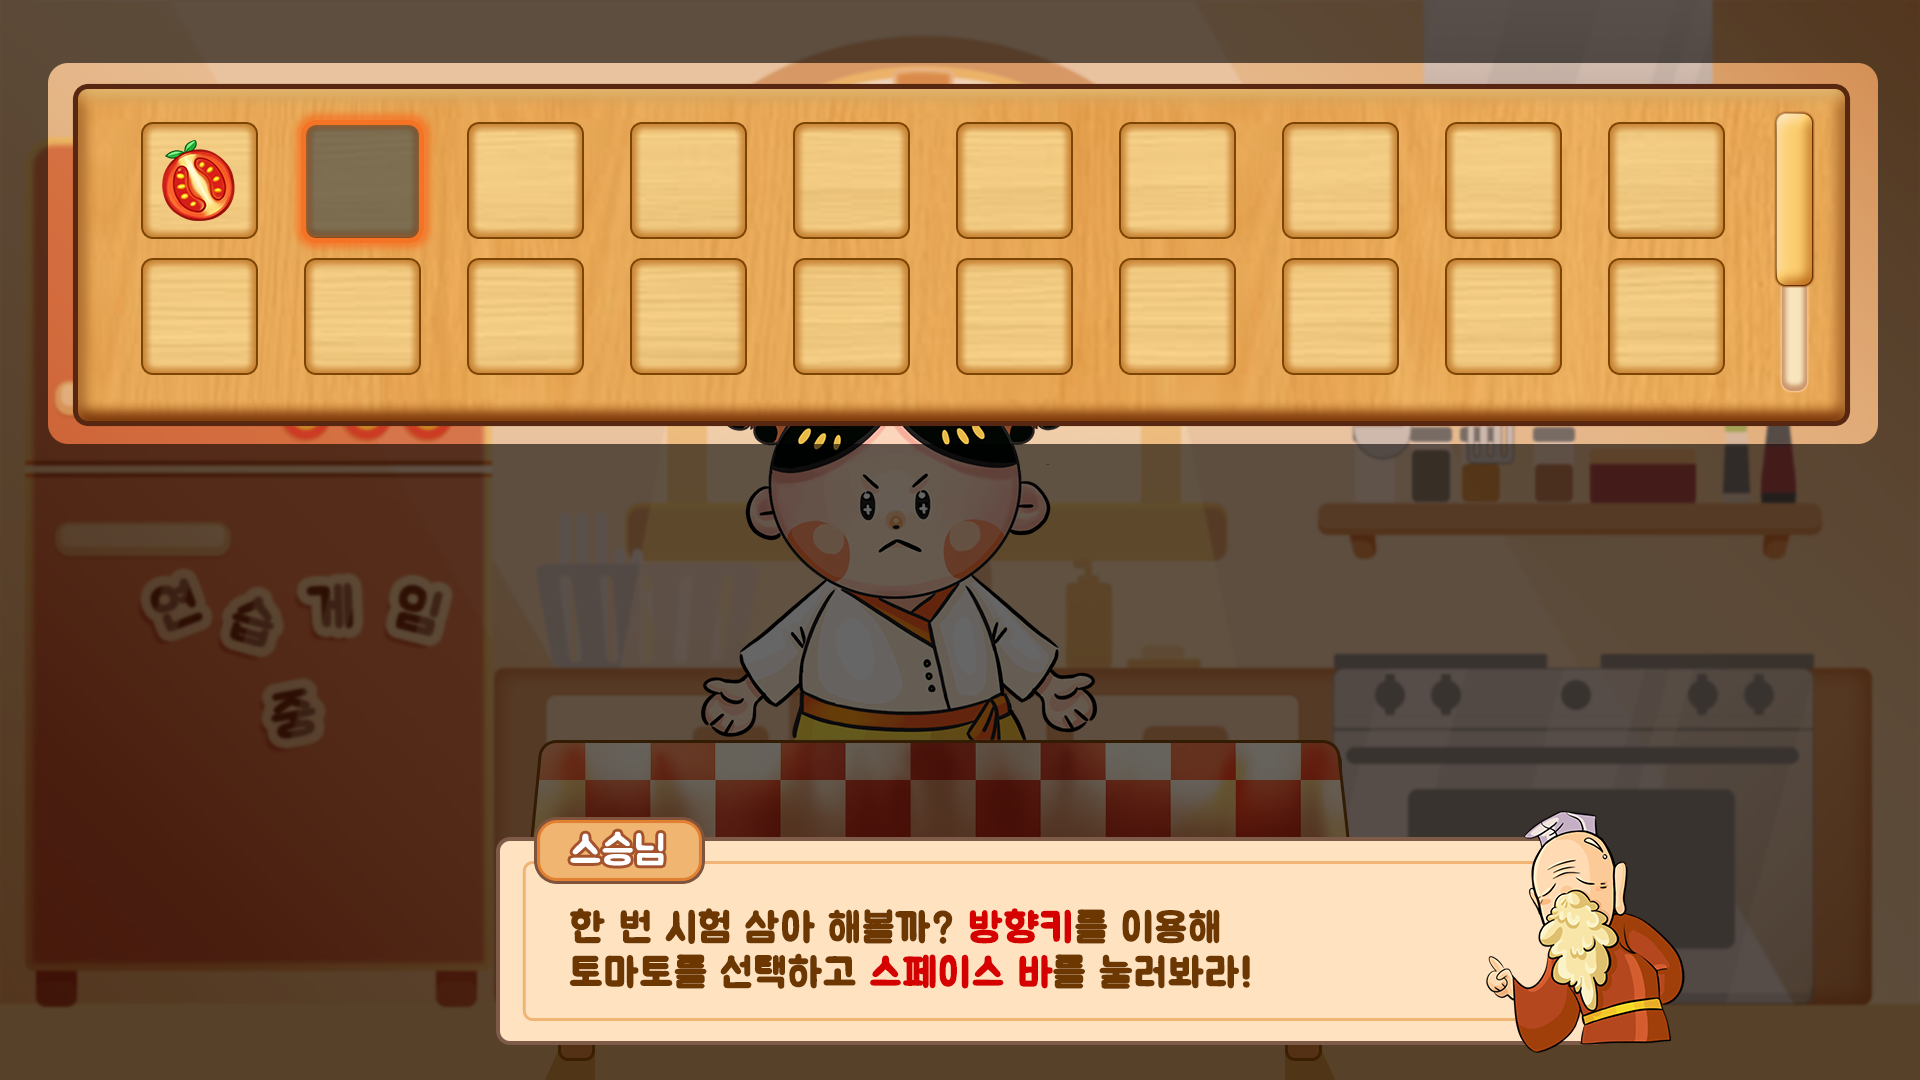 연습게임
중
스승님
한 번 시험 삼아 해볼까? 방향키를 이용해
토마토를 선택하고 스페이스 바를 눌러봐라!